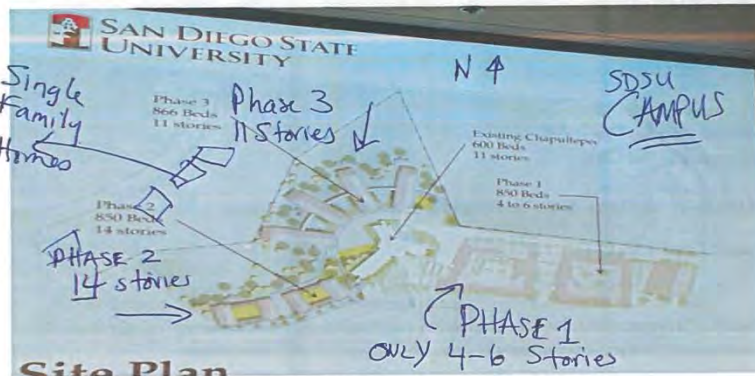 SAN DIEGO STATE
UNIVERSITY
N
SDSU
CAMPUS
Single
Family
Homes
Phase 3
866 Beds
11 stories
Phase 3
11 Stories
Existing Chapultepec
600 Beds
11 stories
Phase 1
850 Beds
4 to 6 stories
Phase 2
850 Beds
14 stories
PHASE 2
14 stories
PHASE 1
ONLY 4-6 Stories
Site Plan